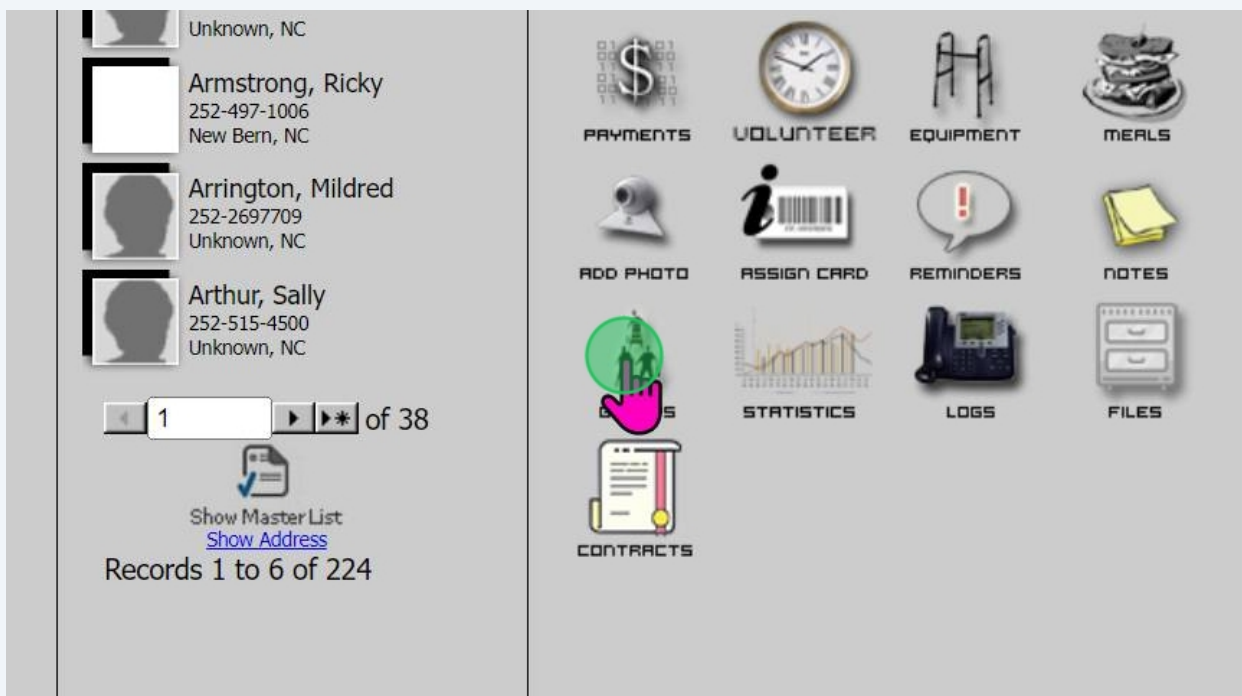 Unknown, NC
Armstrong, Ricky
252-497-1006
New Bern, NC
Arrington, Mildred
252-2697709
Unknown, NC
Arthur, Sally
252-515-4500
Unknown, NC
1 of 38
Show Master List
Show Address
Records 1 to 6 of 224
PAYMENTS VOLUNTEER EQUIPMENT MEALS
ADD PHOTO ASSIGN CARD REMINDERS NOTES
STATISTICS LOGS FILES
CONTRACTS